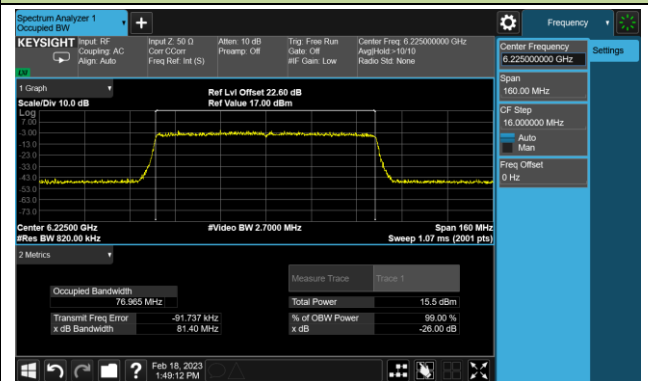 Spectrum Analyzer 1
Occupied BW
+
Frequency
KEYSIGHT
Input: RF
Coupling: AC
Align: Auto
Input Z: 50 Ω
Corr CCorr
Freq Ref: Int (S)
Atten: 10 dB
Preamp: Off
Trig: Free Run
Gate: Off
#IF Gain: Low
Center Freq: 6.225000000 GHz
Avg|Hold:>10/10
Radio Std: None
Center Frequency
6.225000000 GHz
Settings
Span
160.00 MHz
CF Step
16.000000 MHz
Auto
Man
Freq Offset
0 Hz
1 Graph
Scale/Div 10.0 dB
Ref Lvl Offset 22.60 dB
Ref Value 17.00 dBm
Log
7.00
-3.00
-13.0
-23.0
-33.0
-43.0
-53.0
-63.0
-73.0
Center 6.22500 GHz
#Res BW 820.00 kHz
#Video BW 2.7000 MHz
Span 160 MHz
Sweep 1.07 ms (2001 pts)
2 Metrics
Measure Trace
Trace 1
Occupied Bandwidth
76.965 MHz
Total Power
15.5 dBm
Transmit Freq Error
-91.737 kHz
% of OBW Power
99.00 %
x dB Bandwidth
81.40 MHz
x dB
-26.00 dB
?
Feb 18, 2023
1:49:12 PM